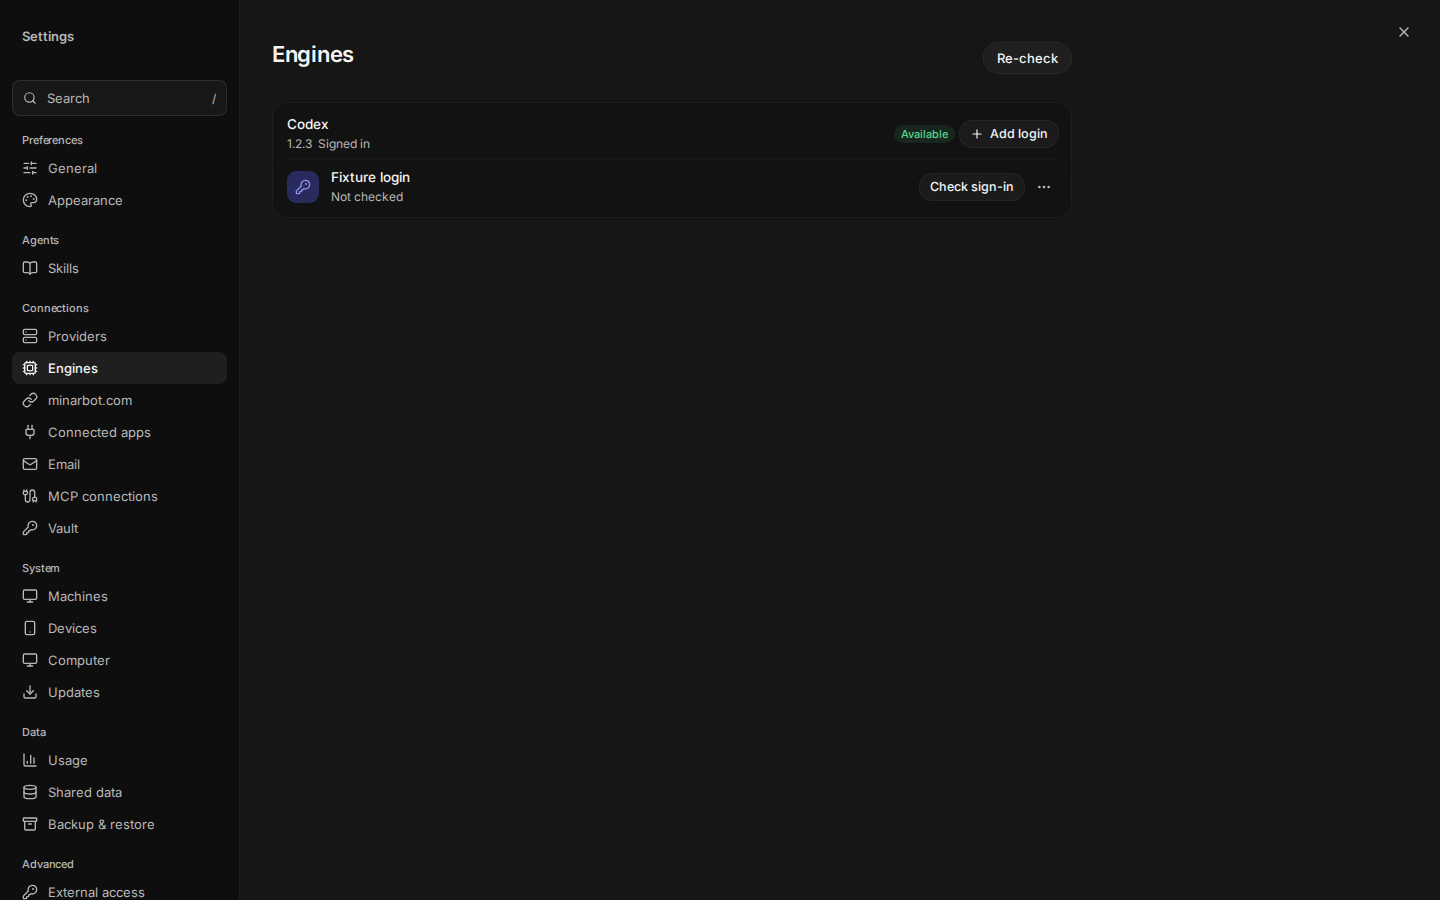 Settings
Search /
Preferences
General
Appearance
Agents
Skills
Connections
Providers
Engines
minarbot.com
Connected apps
Email
MCP connections
Vault
System
Machines
Devices
Computer
Updates
Data
Usage
Shared data
Backup & restore
Advanced
External access
Engines
Re-check
Codex
1.2.3 Signed in
Available
Add login
Fixture login
Not checked
Check sign-in